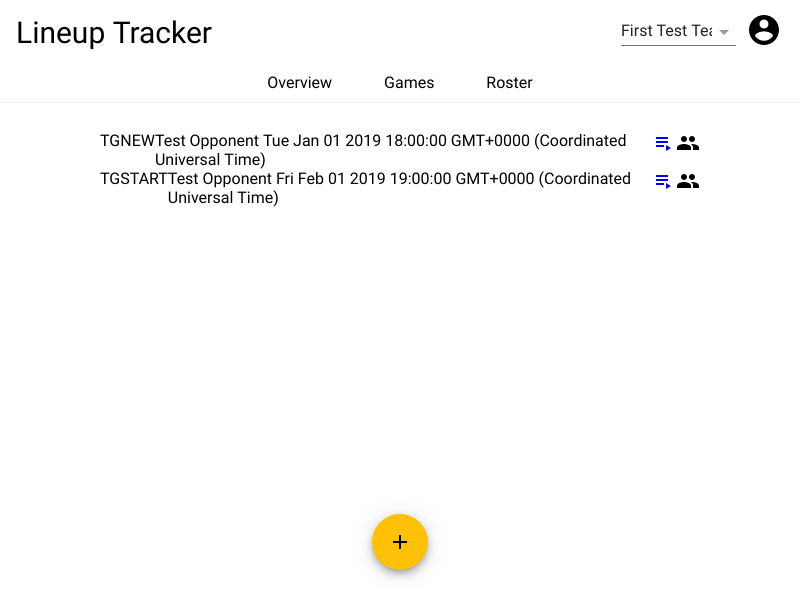 Lineup Tracker
First Test Tea
Overview Games Roster
TGNEWTest Opponent Tue Jan 01 2019 18:00:00 GMT+0000 (Coordinated
Universal Time)
TGSTARTTest Opponent Fri Feb 01 2019 19:00:00 GMT+0000 (Coordinated
Universal Time)